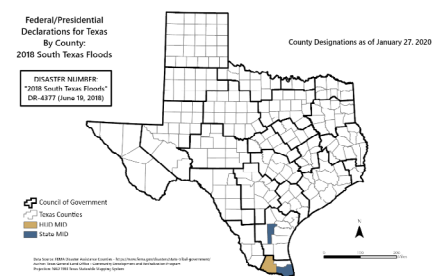 Federal/Presidential
Declarations for Texas
By County:
2018 South Texas Floods
County Designations as of January 27, 2020
DISASTER NUMBER:
"2018 South Texas Floods"
DR-4377 (June 19, 2018)
Council of Government
Texas Counties
HUD MID
State MID
N